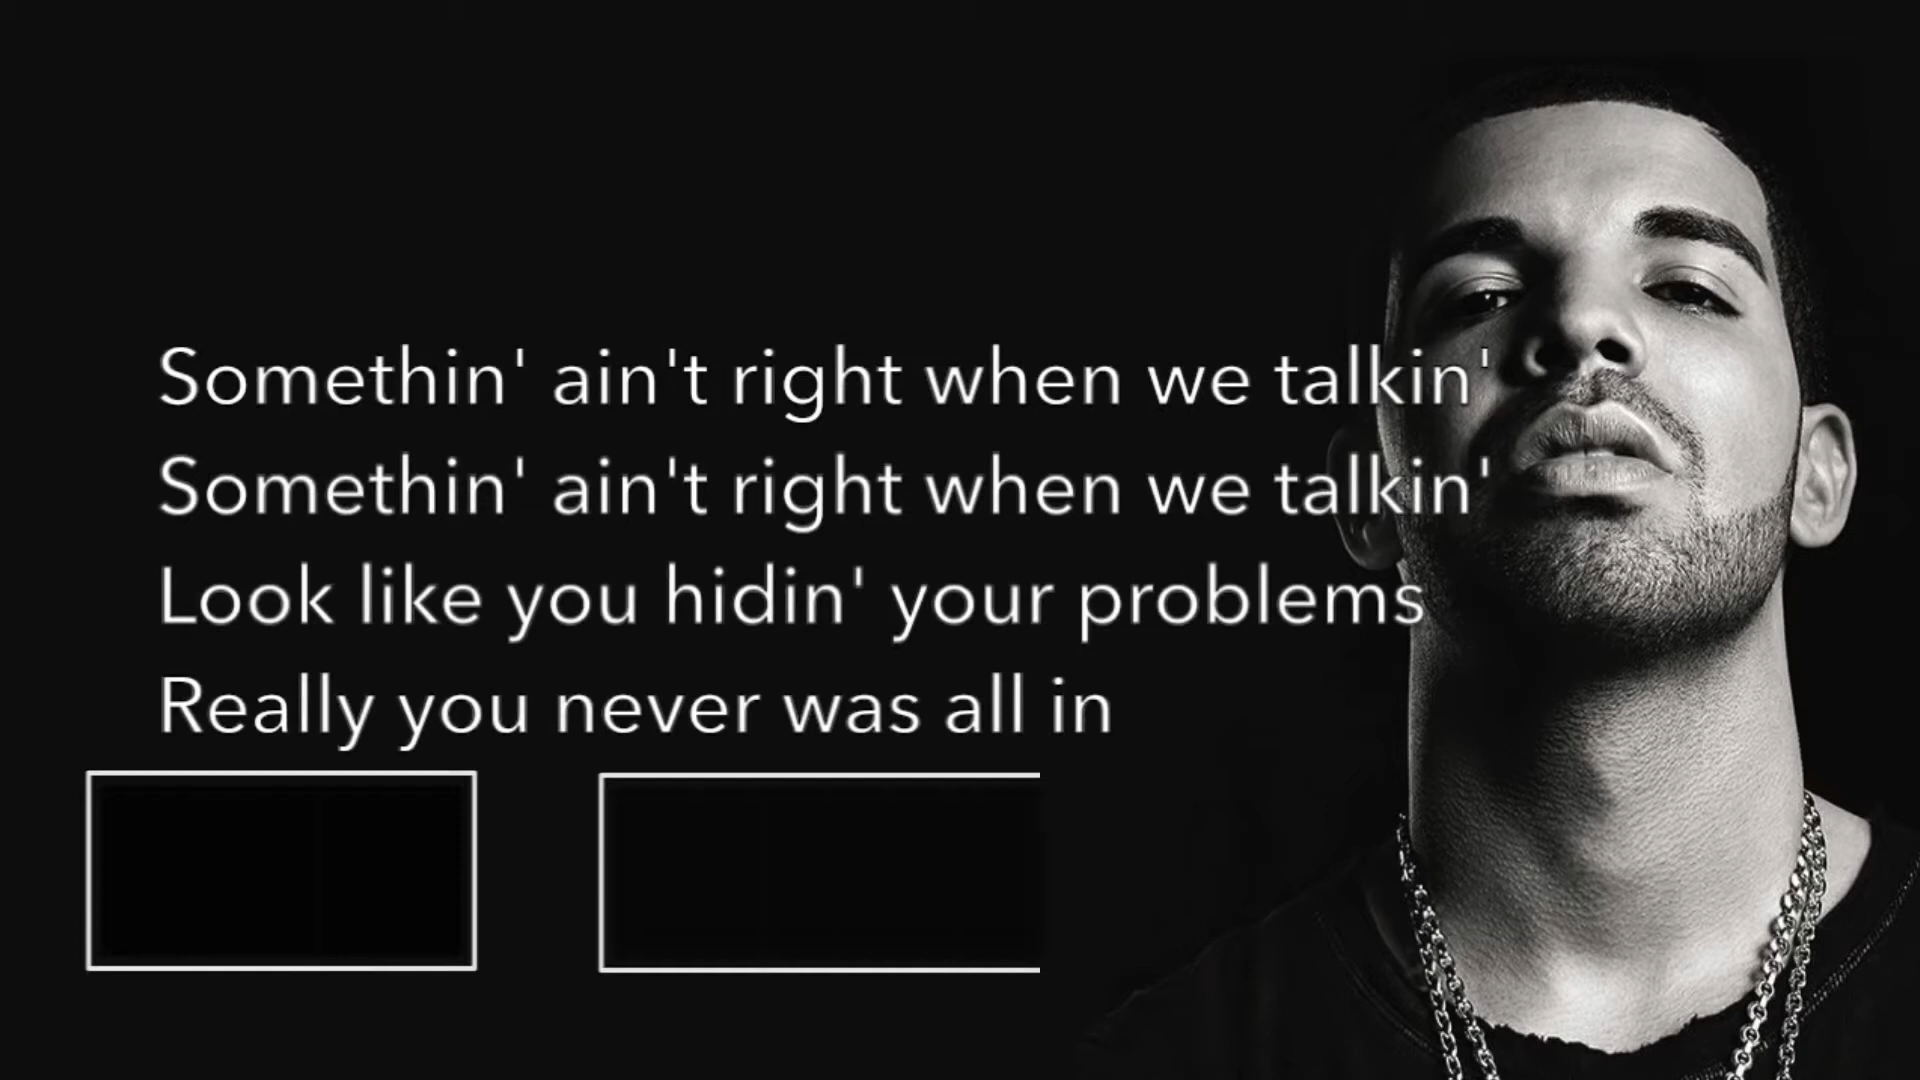 Somethin' ain't right when we talkin'
Somethin' ain't right when we talkin'
Look like you hidin' your problems
Really you never was all in